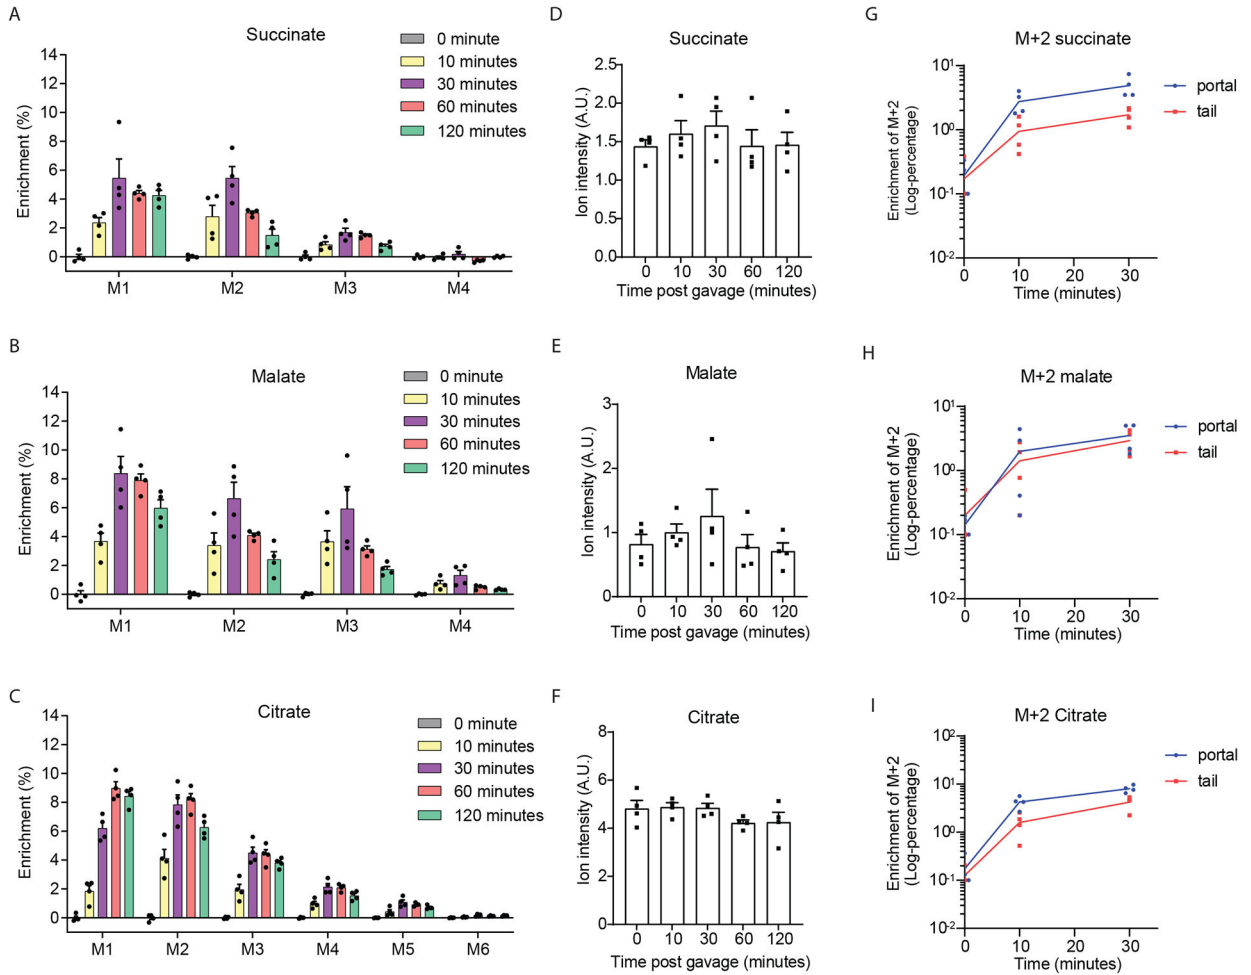 A
Succinate
0 minute
10 minutes
30 minutes
60 minutes
120 minutes
Enrichment (%)
14
12
10
8
6
4
2
0
M1 M2 M3 M4
D
Succinate
Ion intensity (A.U.)
2.5
2.0
1.5
1.0
0.5
0.0
0 10 30 60 120
Time post gavage (minutes)
G
M+2 succinate
portal
tail
Enrichment of M+2
(Log-percentage)
10¹
10⁰
10⁻¹
10⁻²
0 10 20 30
Time (minutes)
B
Malate
0 minute
10 minutes
30 minutes
60 minutes
120 minutes
Enrichment (%)
14
12
10
8
6
4
2
0
M1 M2 M3 M4
E
Malate
Ion intensity (A.U.)
3
2
1
0
0 10 30 60 120
Time post gavage (minutes)
H
M+2 malate
portal
tail
Enrichment of M+2
(Log-percentage)
10¹
10⁰
10⁻¹
10⁻²
0 10 20 30
Time (minutes)
C
Citrate
0 minute
10 minutes
30 minutes
60 minutes
120 minutes
Enrichment (%)
14
12
10
8
6
4
2
0
M1 M2 M3 M4 M5 M6
F
Citrate
Ion intensity (A.U.)
8
6
4
2
0
0 10 30 60 120
Time post gavage (minutes)
I
M+2 Citrate
portal
tail
Enrichment of M+2
(Log-percentage)
10²
10¹
10⁰
10⁻¹
10⁻²
0 10 20 30
Time (minutes)